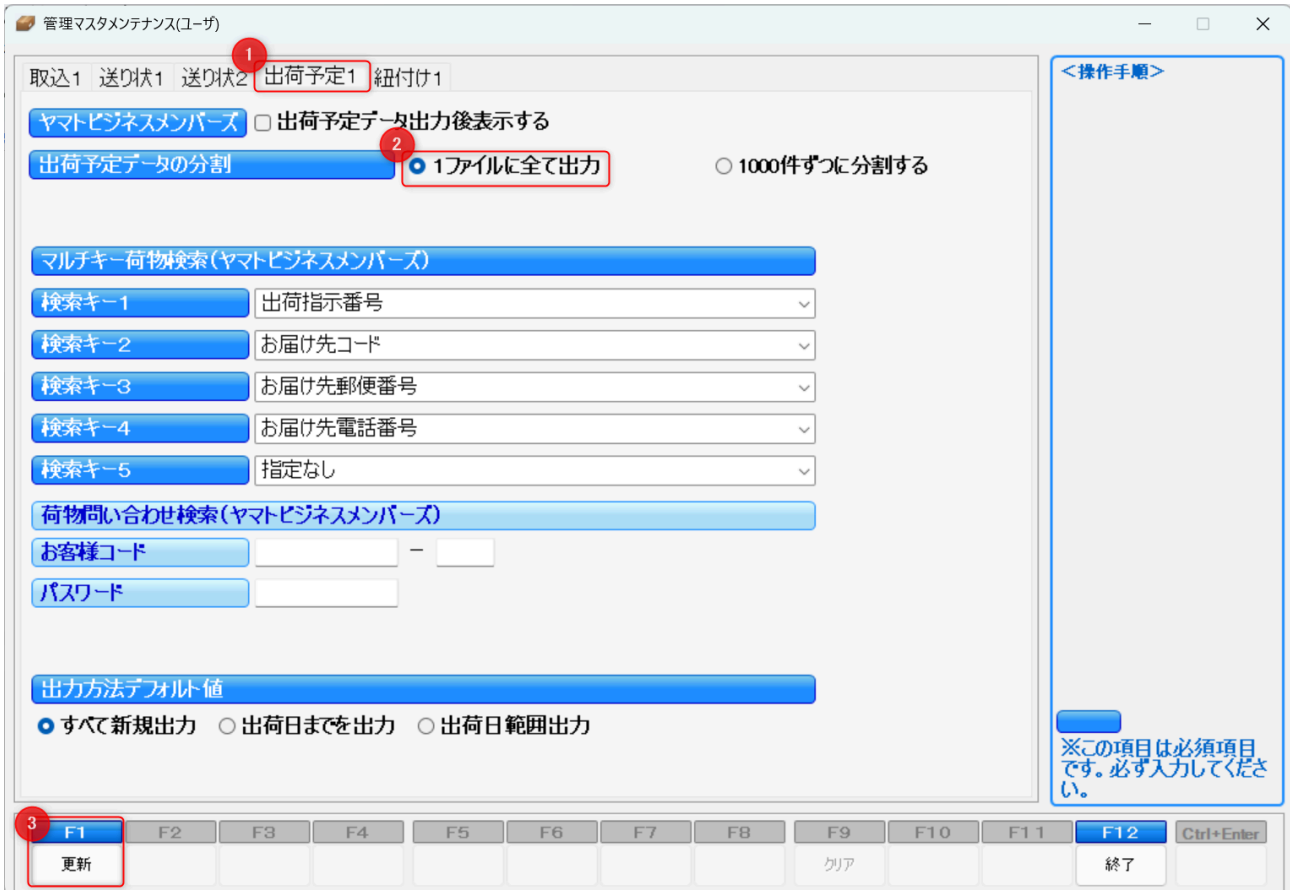 管理マスタメンテナンス(ユーザ)
1
取込1 送り状1 送り状2 出荷予定1 紐付け1
<操作手順>
ヤマトビジネスメンバーズ 出荷予定データ出力後表示する
2
出荷予定データの分割 1ファイルに全て出力 1000件ずつに分割する
マルチキー荷物検索(ヤマトビジネスメンバーズ)
検索キー1 出荷指示番号
検索キー2 お届け先コード
検索キー3 お届け先郵便番号
検索キー4 お届け先電話番号
検索キー5 指定なし
荷物問い合わせ検索(ヤマトビジネスメンバーズ)
お客様コード －
パスワード
出力方法デフォルト値
すべて新規出力 出荷日までを出力 出荷日範囲出力
※この項目は必須項目
です。必ず入力してくださ
い。
3
F1 F2 F3 F4 F5 F6 F7 F8 F9 F10 F11 F12 Ctrl+Enter
更新 クリア 終了